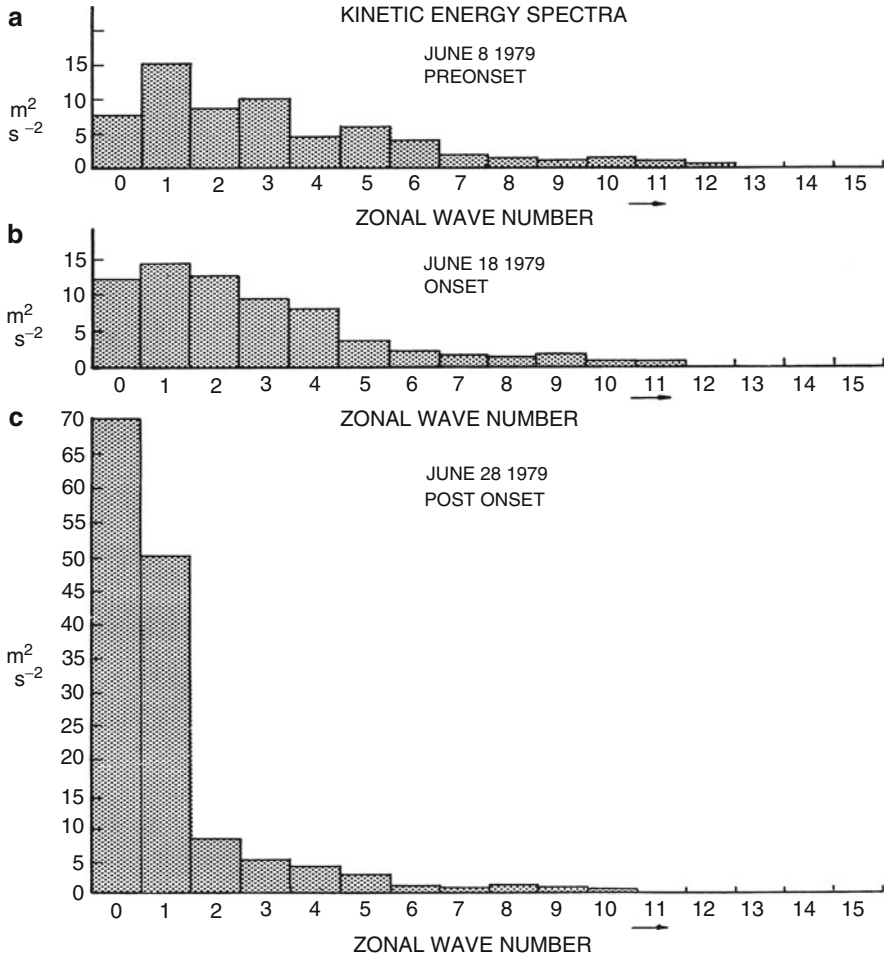 a
KINETIC ENERGY SPECTRA
JUNE 8 1979
PREONSET
15
10
5
0
m²
s⁻²
0 1 2 3 4 5 6 7 8 9 10 11 12 13 14 15
ZONAL WAVE NUMBER
b
JUNE 18 1979
ONSET
15
10
5
0
m²
s⁻²
0 1 2 3 4 5 6 7 8 9 10 11 12 13 14 15
ZONAL WAVE NUMBER
c
JUNE 28 1979
POST ONSET
70
65
60
55
50
45
40
35
30
25
20
15
10
5
0
m²
s⁻²
0 1 2 3 4 5 6 7 8 9 10 11 12 13 14 15
ZONAL WAVE NUMBER